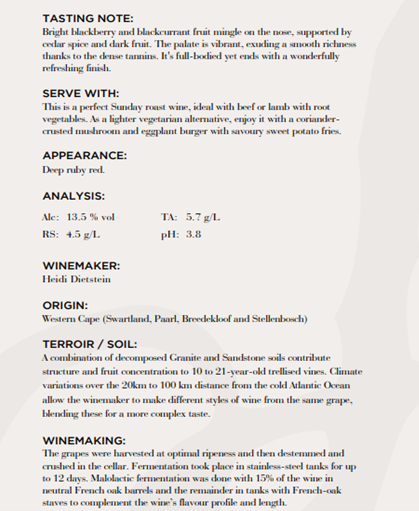 TASTING NOTE:
Bright blackberry and blackcurrant fruit mingle on the nose, supported by
cedar spice and dark fruit. The palate is vibrant, exuding a smooth richness
thanks to the dense tannins. It's full-bodied yet ends with a wonderfully
refreshing finish.
SERVE WITH:
This is a perfect Sunday roast wine, ideal with beef or lamb with root
vegetables. As a lighter vegetarian alternative, enjoy it with a coriander-
crusted mushroom and eggplant burger with savoury sweet potato fries.
APPEARANCE:
Deep ruby red.
ANALYSIS:
Alc: 13.5 % vol TA: 5.7 g/L
RS: 4.5 g/L pH: 3.8
WINEMAKER:
Heidi Dietstein
ORIGIN:
Western Cape (Swartland, Paarl, Breedekloof and Stellenbosch)
TERROIR / SOIL:
A combination of decomposed Granite and Sandstone soils contribute
structure and fruit concentration to 10 to 21-year-old trellised vines. Climate
variations over the 20km to 100 km distance from the cold Atlantic Ocean
allow the winemaker to make different styles of wine from the same grape,
blending these for a more complex taste.
WINEMAKING:
The grapes were harvested at optimal ripeness and then destemmed and
crushed in the cellar. Fermentation took place in stainless-steel tanks for up
to 12 days. Malolactic fermentation was done with 15% of the wine in
neutral French oak barrels and the remainder in tanks with French-oak
staves to complement the wine's flavour profile and length.